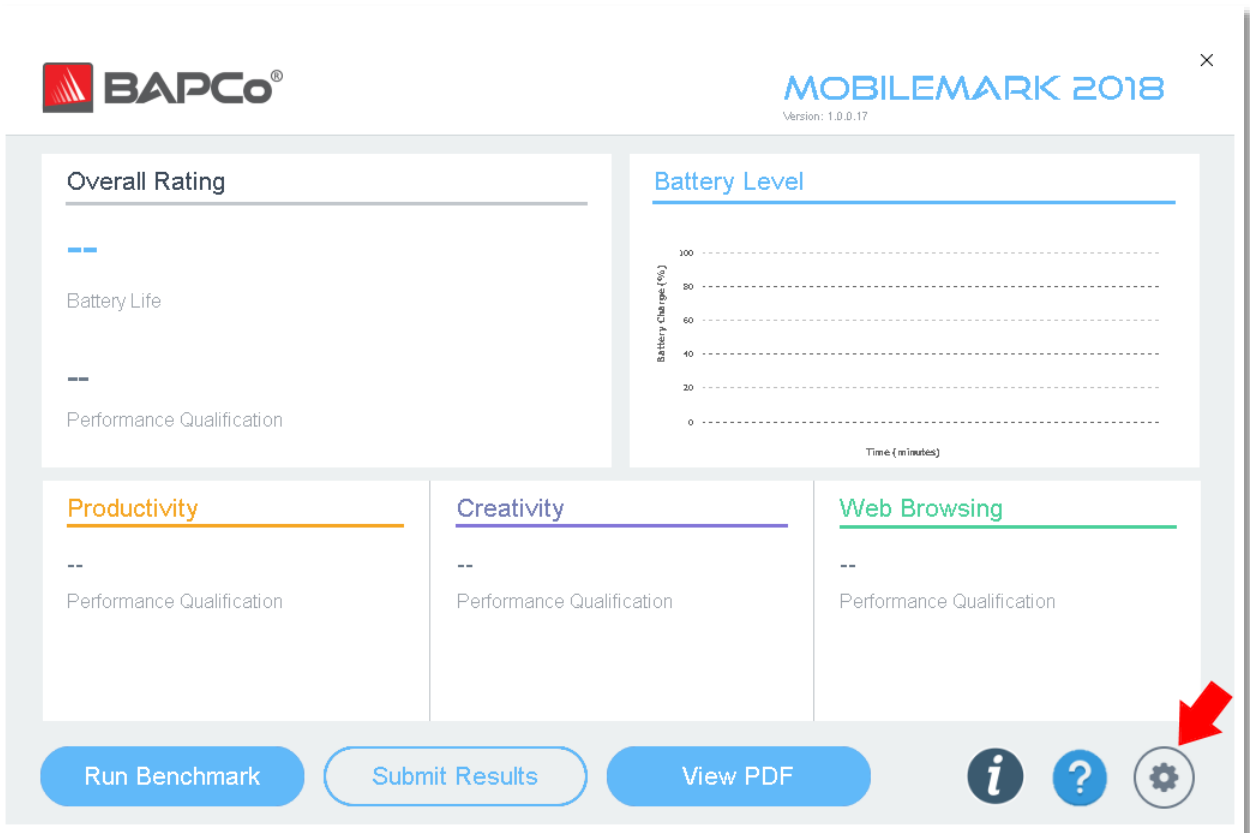 BAPCo®
MOBILEMARK 2018
Version: 1.0.0.17
Overall Rating
--
Battery Life
--
Performance Qualification
Battery Level
Battery Charge (%)
100
80
60
40
20
0
Time (minutes)
Productivity
--
Performance Qualification
Creativity
--
Performance Qualification
Web Browsing
--
Performance Qualification
Run Benchmark
Submit Results
View PDF
i
?